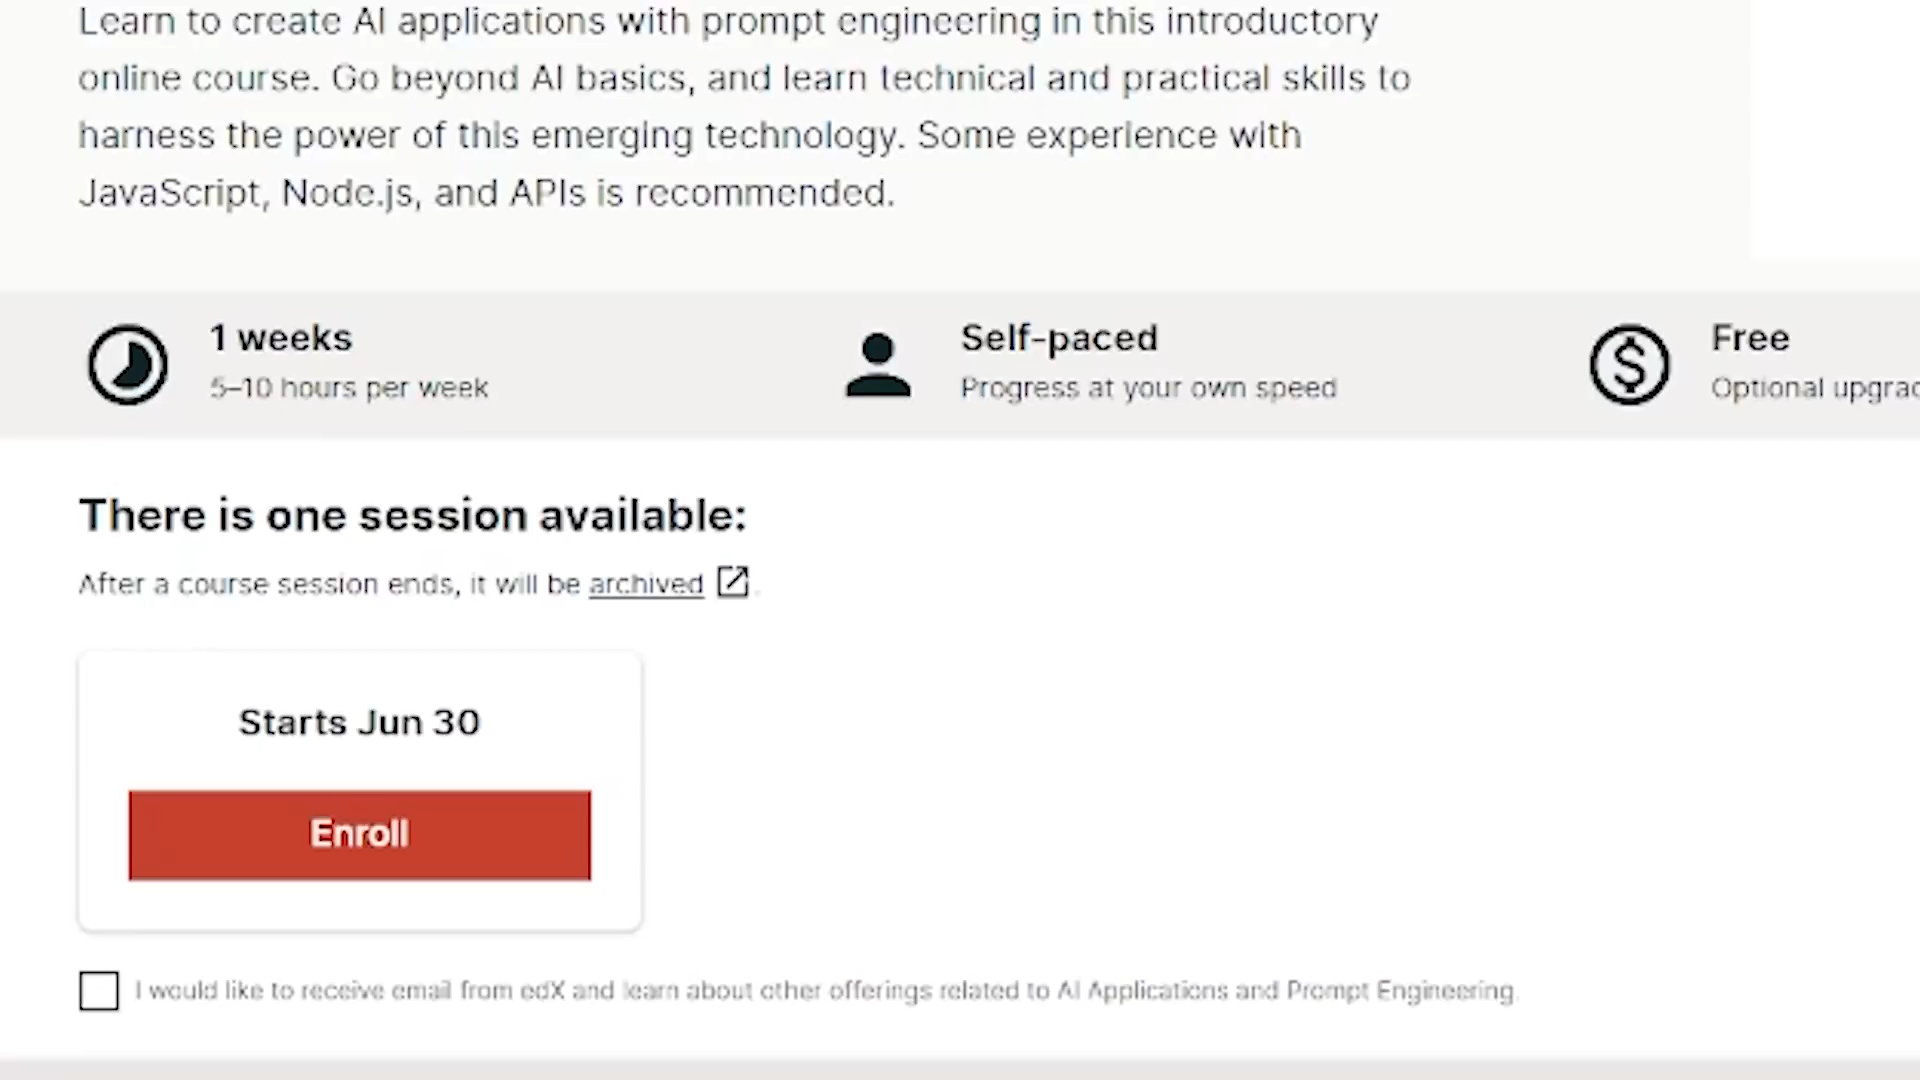 Learn to create AI applications with prompt engineering in this introductory
online course. Go beyond AI basics, and learn technical and practical skills to
harness the power of this emerging technology. Some experience with
JavaScript, Node.js, and APIs is recommended.
1 weeks
5–10 hours per week
Self-paced
Progress at your own speed
Free
Optional
There is one session available:
After a course session ends, it will be archived.
Starts Jun 30
Enroll
I would like to receive email from edX and learn about other offerings related to AI Applications and Prompt Engineering.